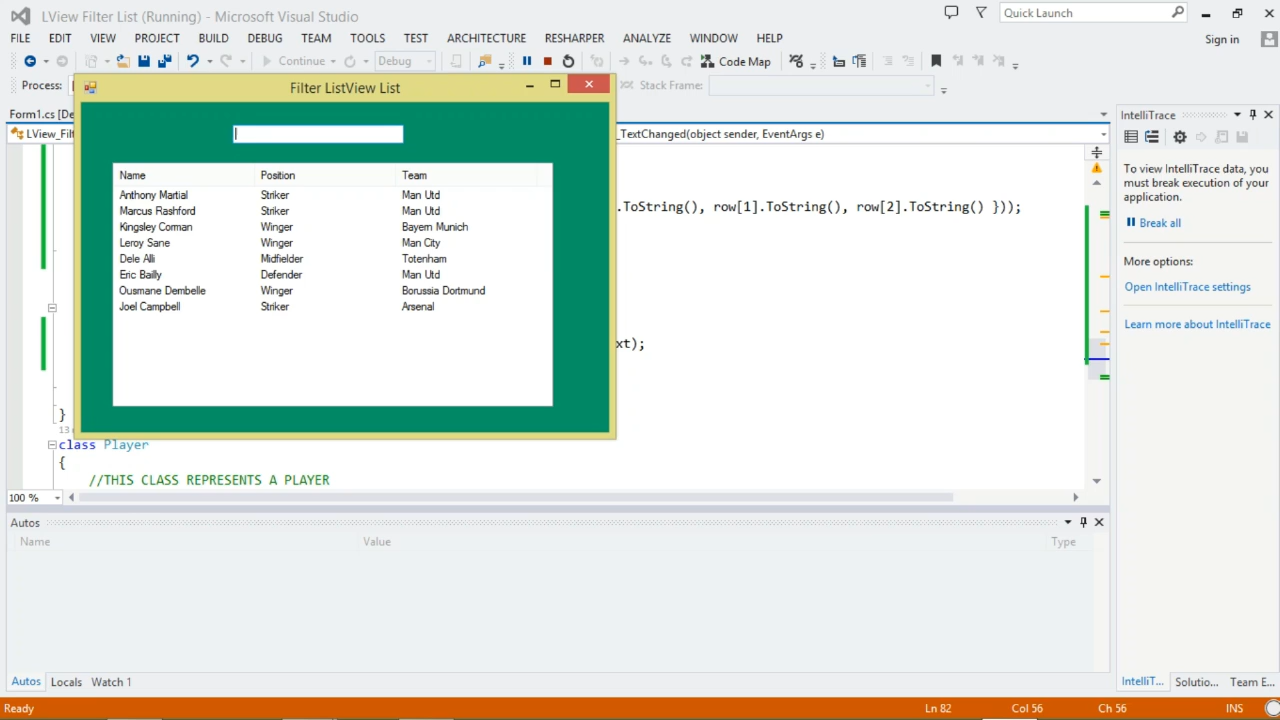 LView Filter List (Running) - Microsoft Visual Studio
Quick Launch
FILE EDIT VIEW PROJECT BUILD DEBUG TEAM TOOLS TEST ARCHITECTURE RESHARPER ANALYZE WINDOW HELP
Sign in
Continue Debug Code Map
Process: Stack Frame:
Filter ListView List
Form1.cs [De
IntelliTrace
LView_Filt
_TextChanged(object sender, EventArgs e)
Name Position Team
Anthony Martial Striker Man Utd
Marcus Rashford Striker Man Utd
Kingsley Corman Winger Bayern Munich
Leroy Sane Winger Man City
Dele Alli Midfielder Totenham
Eric Bailly Defender Man Utd
Ousmane Dembelle Winger Borussia Dortmund
Joel Campbell Striker Arsenal
.ToString(), row[1].ToString(), row[2].ToString() }));
xt);
}
class Player
{
//THIS CLASS REPRESENTS A PLAYER
100 %
To view IntelliTrace data, you
must break execution of your
application.
Break all
More options:
Open IntelliTrace settings
Learn more about IntelliTrace
Autos
Name Value Type
Autos Locals Watch 1
IntelliT... Solutio... Team E...
Ready Ln 82 Col 56 Ch 56 INS